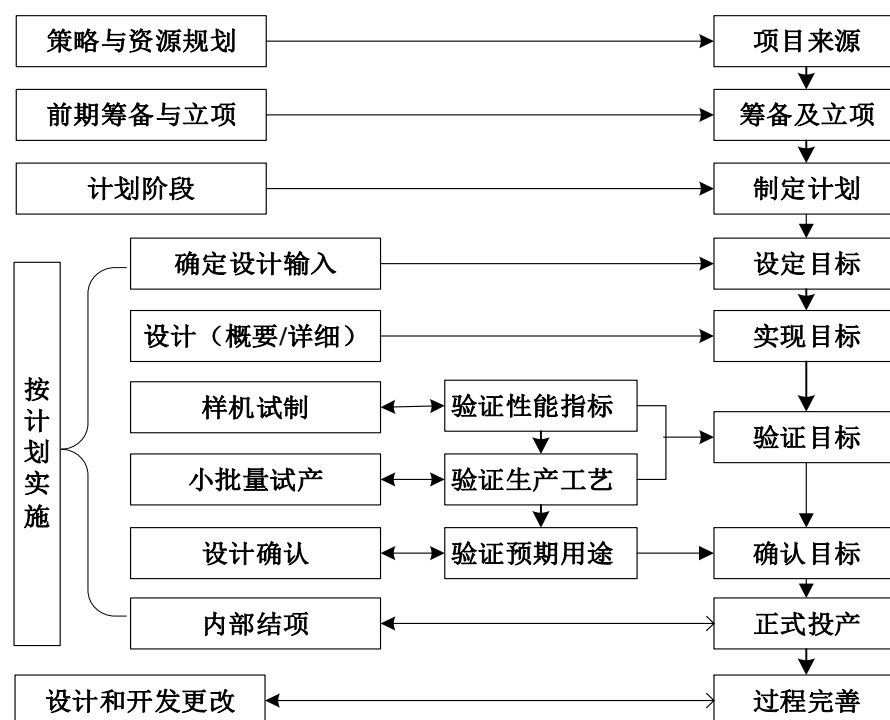 策略与资源规划
项目来源
前期筹备与立项
筹备及立项
计划阶段
制定计划
按计划实施
确定设计输入
设定目标
设计（概要/详细）
实现目标
样机试制
验证性能指标
验证目标
小批量试产
验证生产工艺
设计确认
验证预期用途
确认目标
内部结项
正式投产
设计和开发更改
过程完善